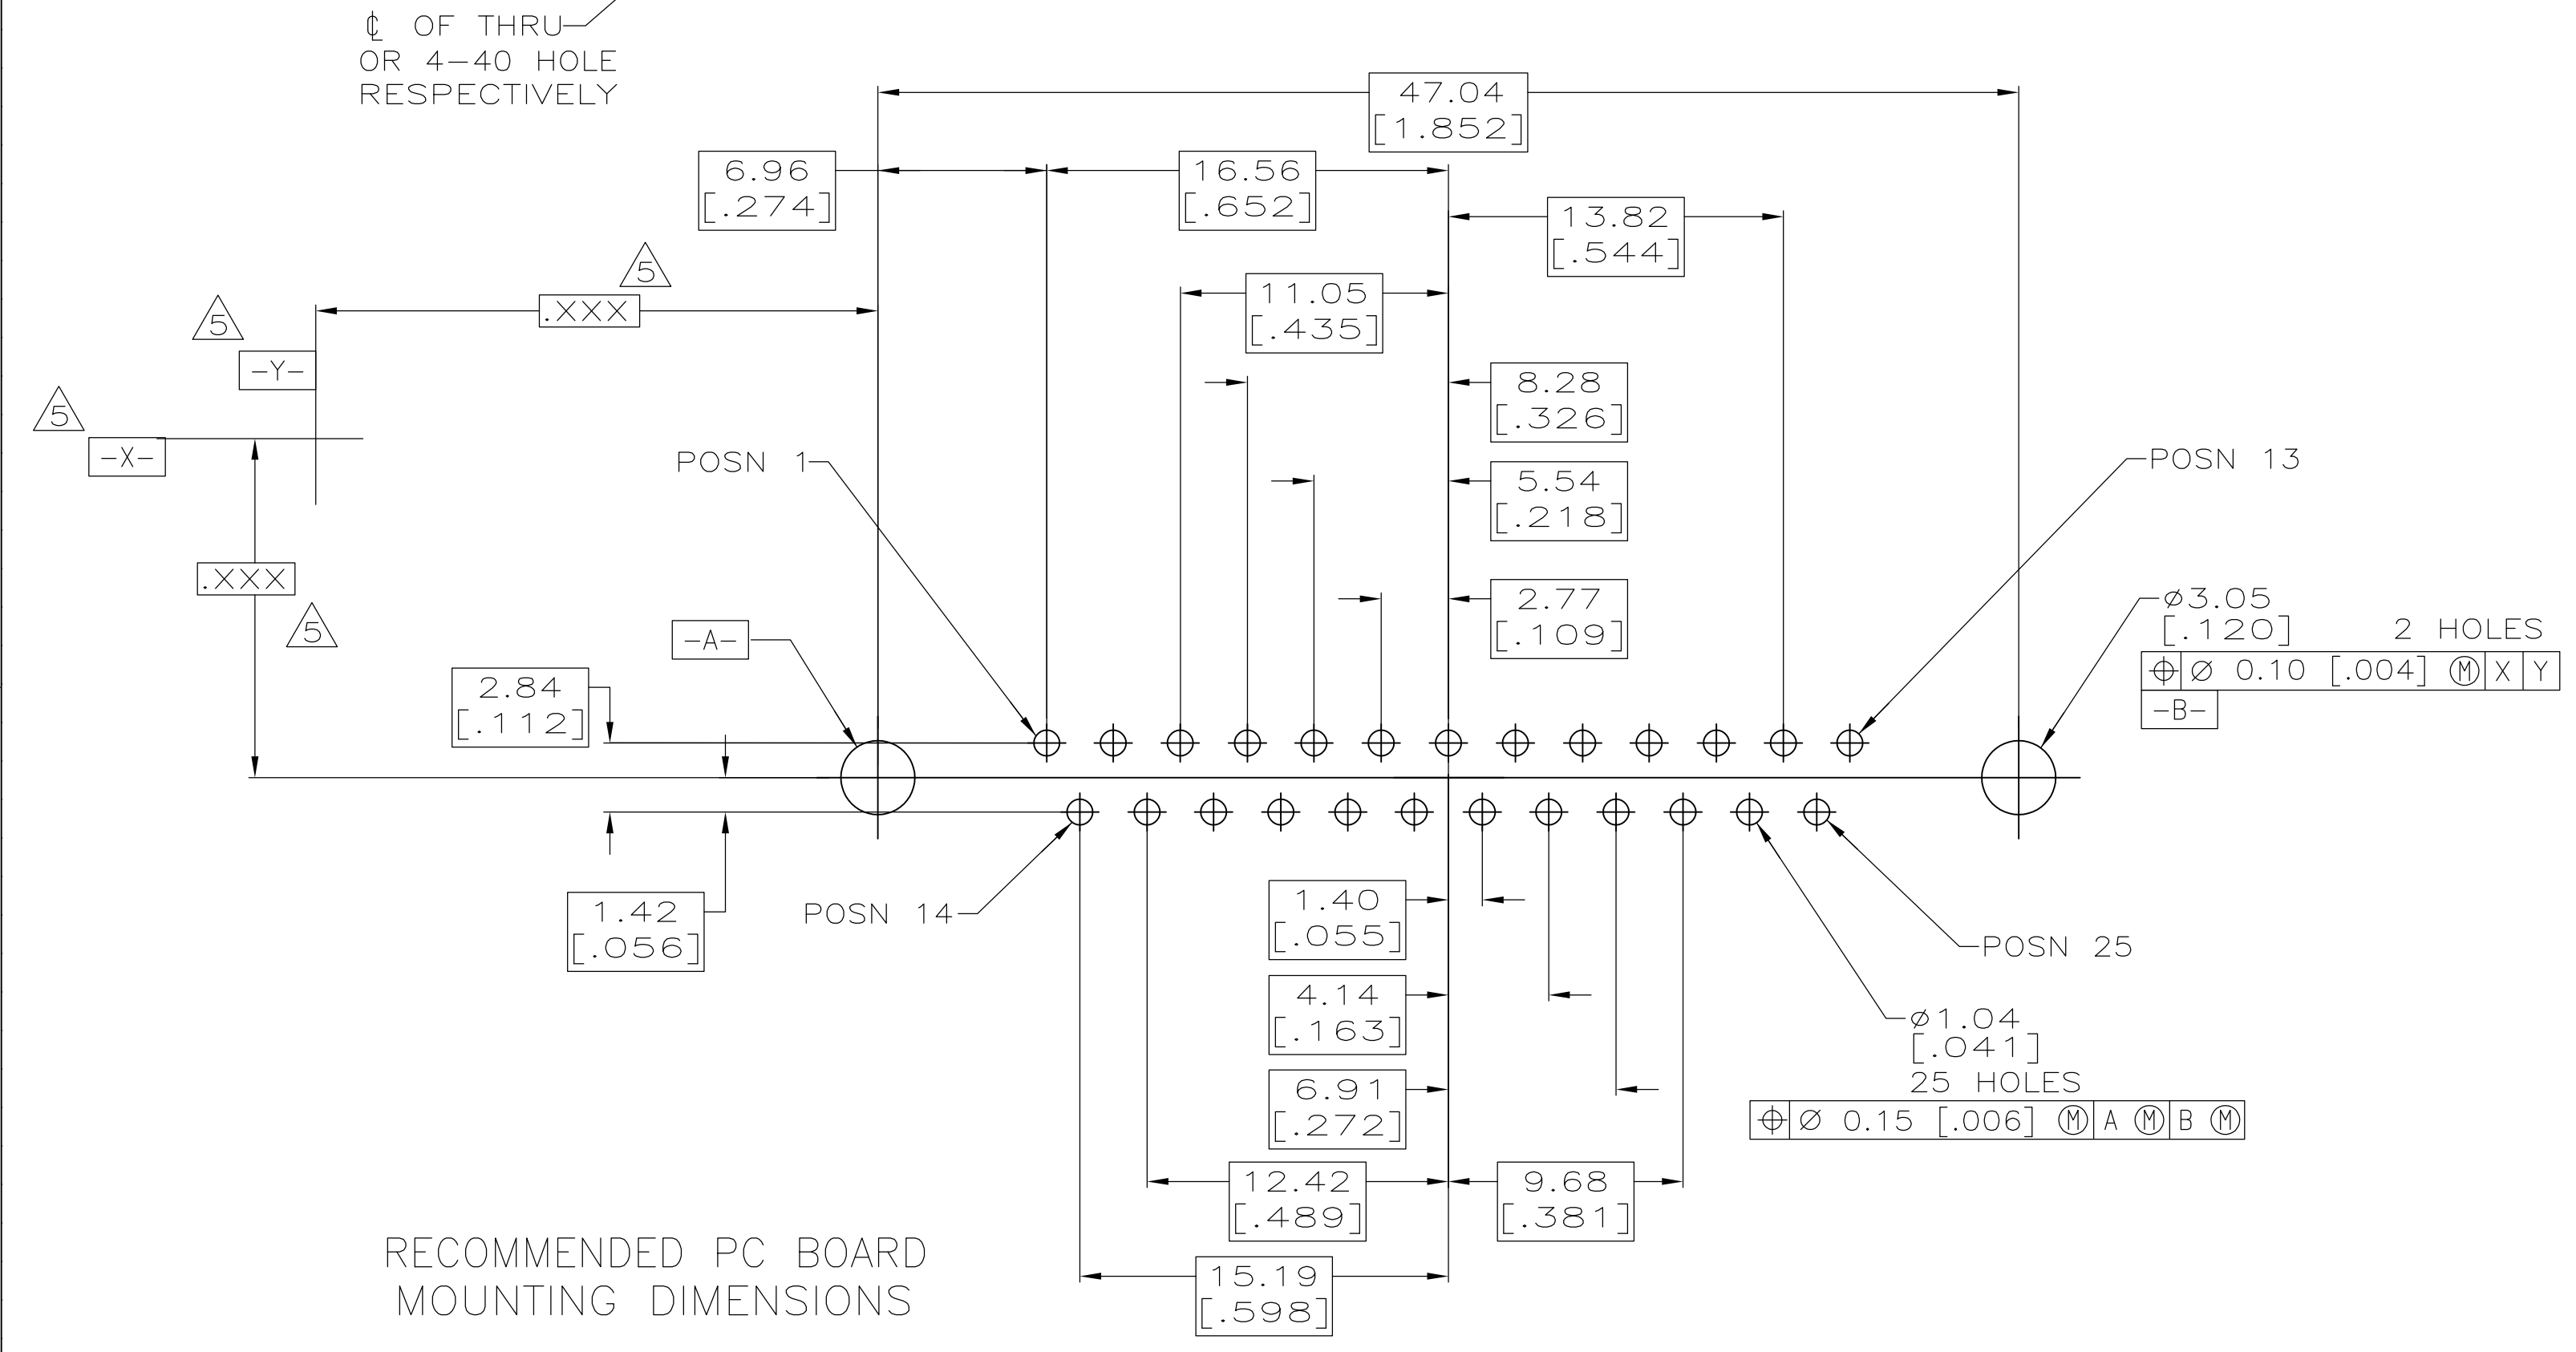 ℄ OF THRU
OR 4-40 HOLE
RESPECTIVELY
47.04
[1.852]
6.96
[.274]
16.56
[.652]
13.82
[.544]
11.05
[.435]
5
.XXX
5
-Y-
5
-X-
8.28
[.326]
5.54
[.218]
2.77
[.109]
POSN 1
POSN 13
.XXX
5
-A-
2.84
[.112]
⌀3.05
[.120] 2 HOLES
⌖ ⌀ 0.10 [.004] Ⓜ X Y
-B-
1.42
[.056]
POSN 14
1.40
[.055]
4.14
[.163]
6.91
[.272]
POSN 25
⌀1.04
[.041]
25 HOLES
⌖ ⌀ 0.15 [.006] Ⓜ A Ⓜ B Ⓜ
12.42
[.489]
9.68
[.381]
15.19
[.598]
RECOMMENDED PC BOARD
MOUNTING DIMENSIONS